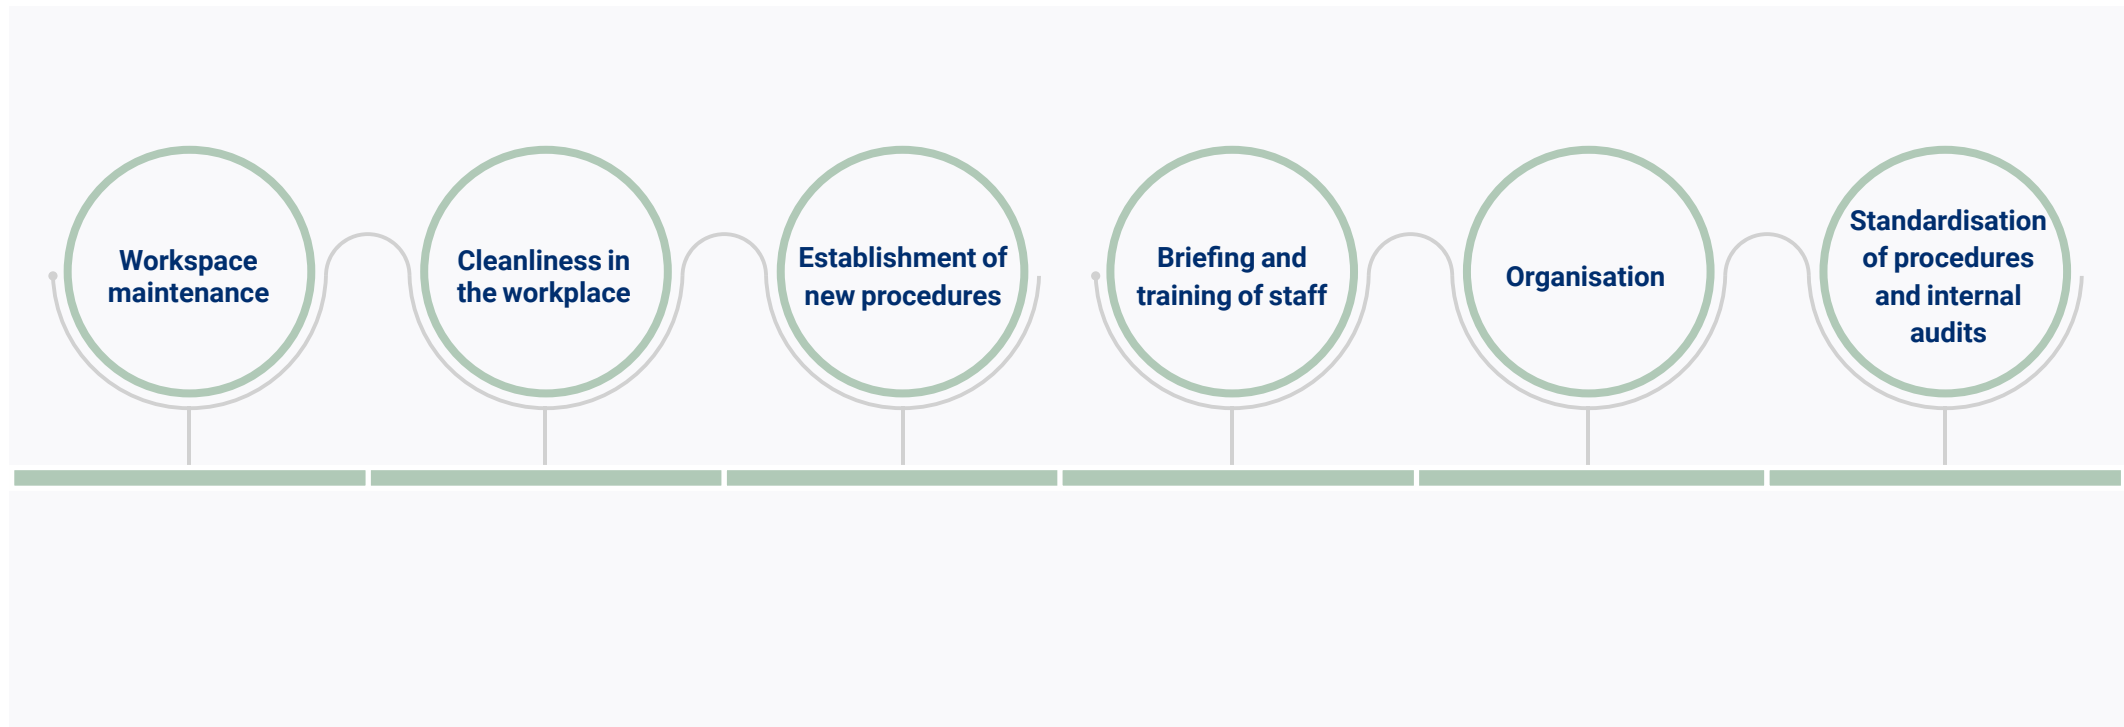 Workspace
maintenance
Cleanliness in
the workplace
Establishment of
new procedures
Briefing and
training of staff
Organisation
Standardisation
of procedures
and internal
audits